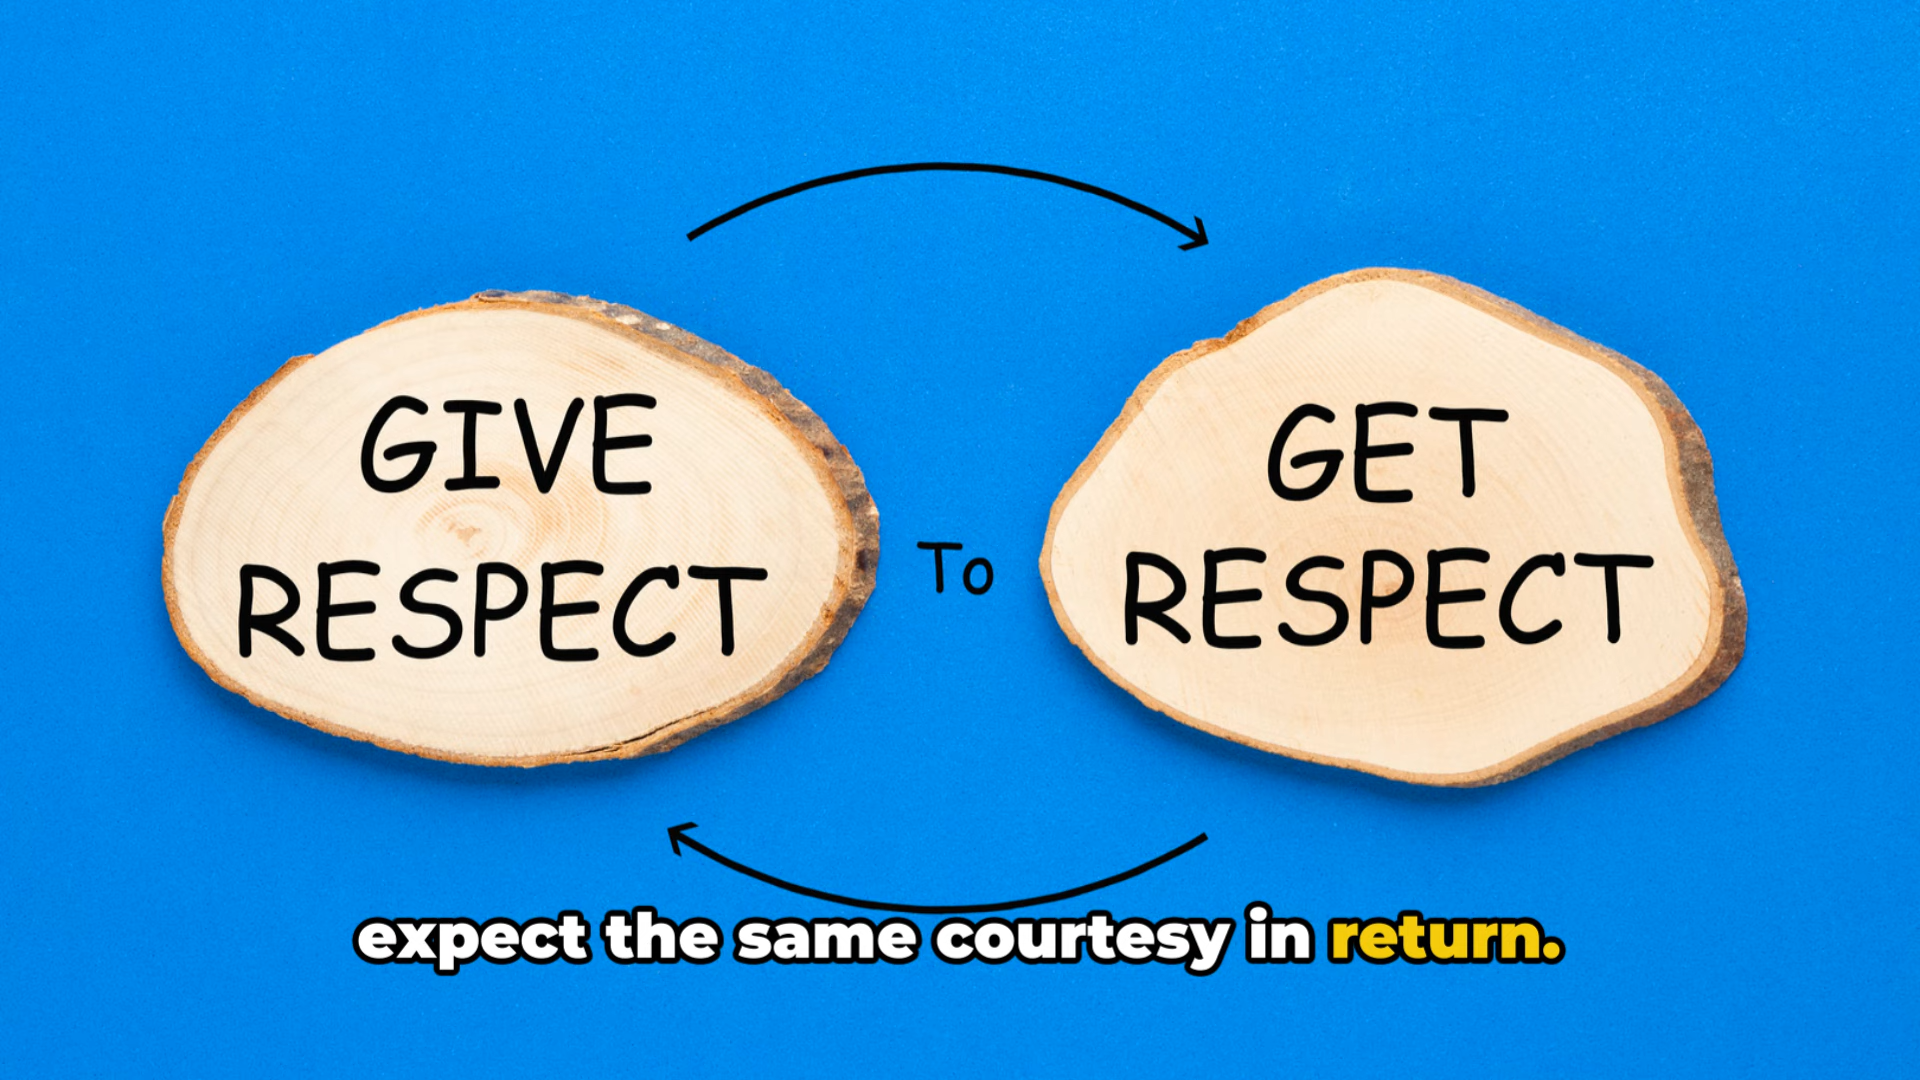 GIVE
RESPECT
To
GET
RESPECT
expect the same courtesy in return.